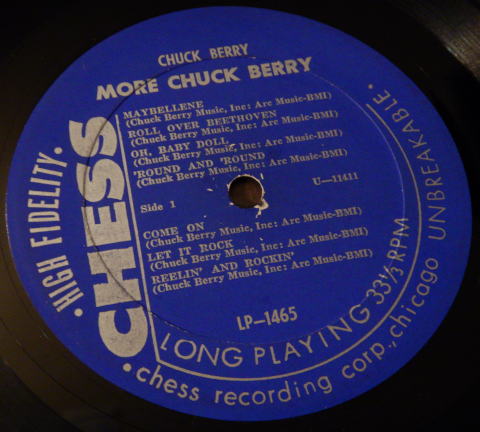 CHUCK BERRY
MORE CHUCK BERRY
MAYBELLENE
(Chuck Berry Music, Inc: Arc Music-BMI)
ROLL OVER BEETHOVEN
(Chuck Berry Music, Inc: Arc Music-BMI)
OH, BABY DOLL
(Chuck Berry Music, Inc: Arc Music-BMI)
'ROUND AND 'ROUND
(Chuck Berry Music, Inc: Arc Music-BMI)
Side 1
U-11411
COME ON
(Chuck Berry Music, Inc: Arc Music-BMI)
LET IT ROCK
(Chuck Berry Music, Inc: Arc Music-BMI)
REELIN' AND ROCKIN'
(Chuck Berry Music, Inc: Arc Music-BMI)
LP-1465
CHESS
LONG PLAYING 33 1/3 RPM
• HIGH FIDELITY •
• chess recording corp., chicago UNBREAKABLE •